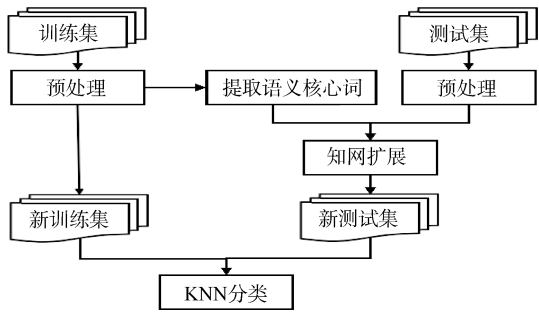 训练集
测试集
预处理
提取语义核心词
预处理
知网扩展
新训练集
新测试集
KNN分类